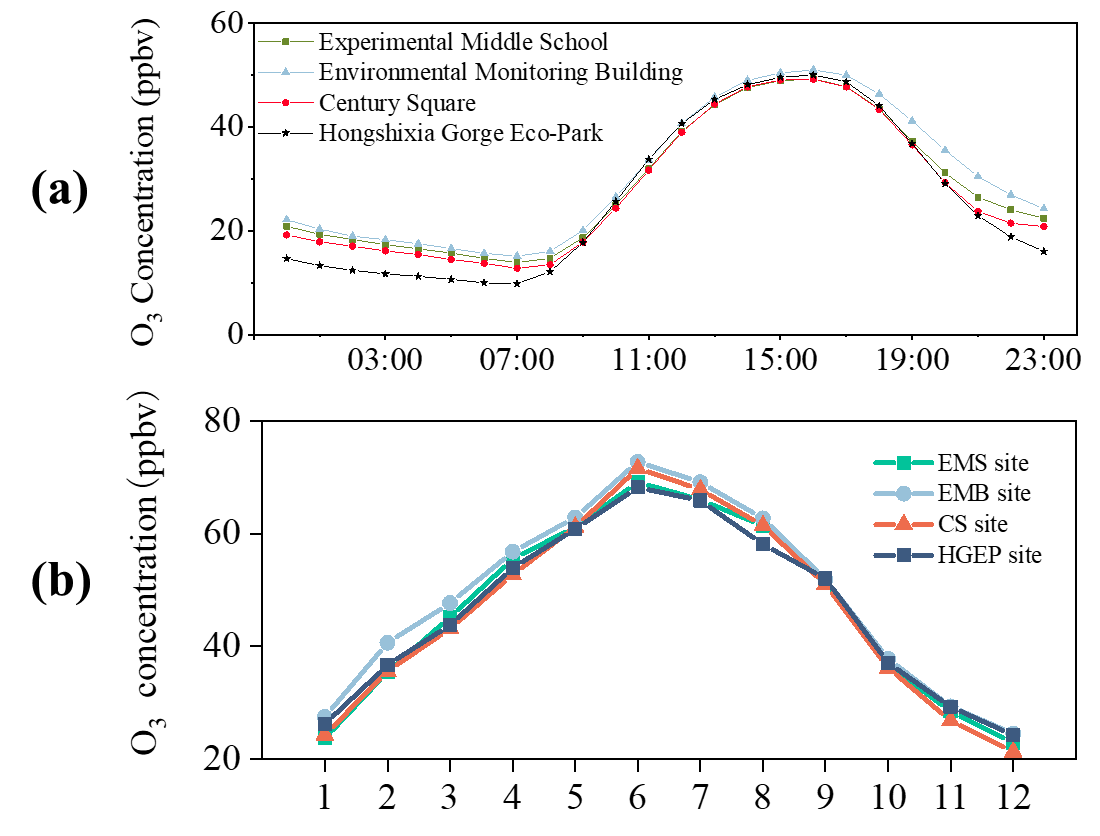 (a)
O3 Concentration (ppbv)
60
40
20
0
Experimental Middle School
Environmental Monitoring Building
Century Square
Hongshixia Gorge Eco-Park
03:00 07:00 11:00 15:00 19:00 23:00
(b)
O3 concentration (ppbv)
80
60
40
20
EMS site
EMB site
CS site
HGEP site
1 2 3 4 5 6 7 8 9 10 11 12